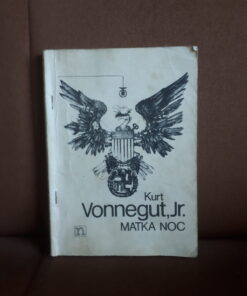 Kurt
Vonnegut, Jr.
MATKA NOC
n